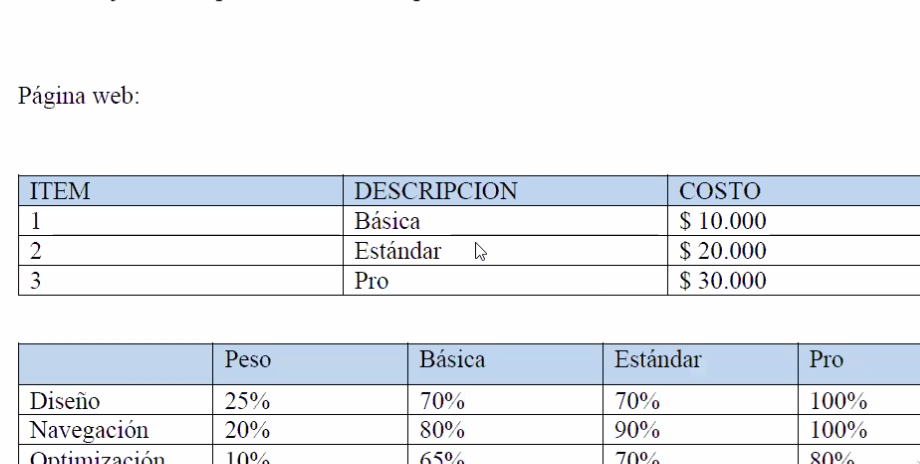 Página web:
ITEM DESCRIPCION COSTO
1 Básica $ 10.000
2 Estándar $ 20.000
3 Pro $ 30.000
Peso Básica Estándar Pro
Diseño 25% 70% 70% 100%
Navegación 20% 80% 90% 100%
Optimización 10% 65% 70% 80%